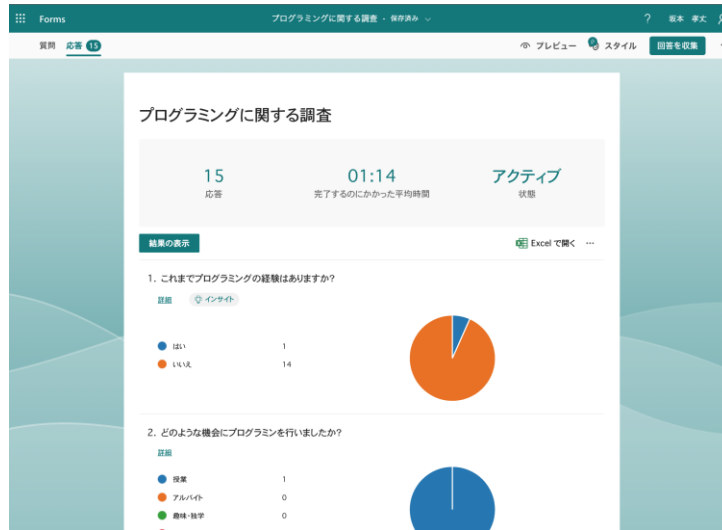 Forms
プログラミングに関する調査 - 保存済み
?
坂本 孝丈
質問 応答 15
プレビュー
スタイル
回答を収集
プログラミングに関する調査
15
応答
01:14
完了するのにかかった平均時間
アクティブ
状態
結果の表示
Excel で開く
...
1. これまでプログラミングの経験はありますか?
詳細
インサイト
はい 1
いいえ 14
2. どのような機会にプログラミンを行いましたか?
詳細
授業 1
アルバイト 0
趣味・独学 0